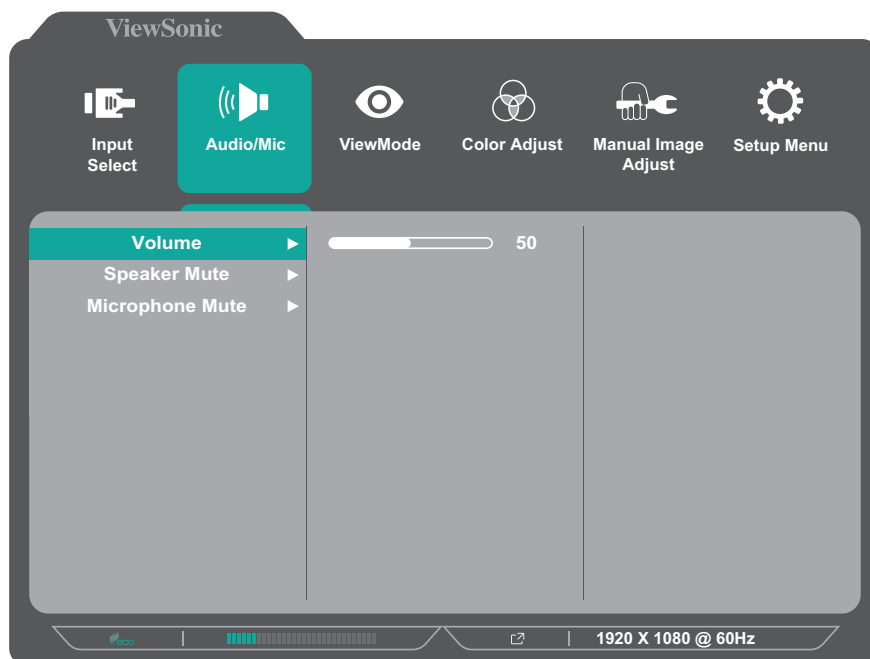 ViewSonic
Input
Select
Audio/Mic
ViewMode
Color Adjust
Manual Image
Adjust
Setup Menu
Volume
50
Speaker Mute
Microphone Mute
eco
1920 X 1080 @ 60Hz